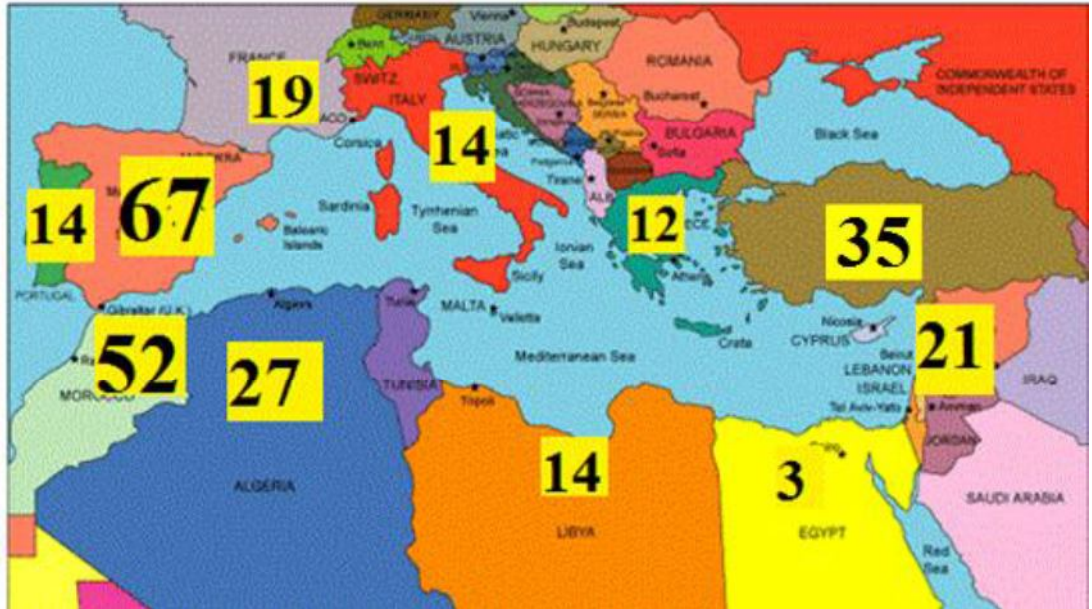 GERMANY
Vienna
Budapest
Bern
AUSTRIA
HUNGARY
FRANCE
SWITZ.
ROMANIA
COMMONWEALTH OF
INDEPENDENT STATES
19
ITALY
Bucharest
Belgrade
Corsica
14
BULGARIA
Black Sea
Sofia
Tirane
14
67
Sardinia
Tyrrhenian
Sea
Balearic
Islands
12
35
Ionian
Sea
Sicily
Athens
PORTUGAL
Gibraltar (U.K.)
Algiers
Tunis
MALTA
Valletta
Nicosia
CYPRUS
Crata
52
27
Mediterranean Sea
Beirut
21
LEBANON
ISRAEL
IRAQ
TUNISIA
MOROCCO
Tripoli
Tel Aviv-Yafo
Amman
JORDAN
14
3
ALGERIA
LIBYA
EGYPT
SAUDI ARABIA
Red
Sea